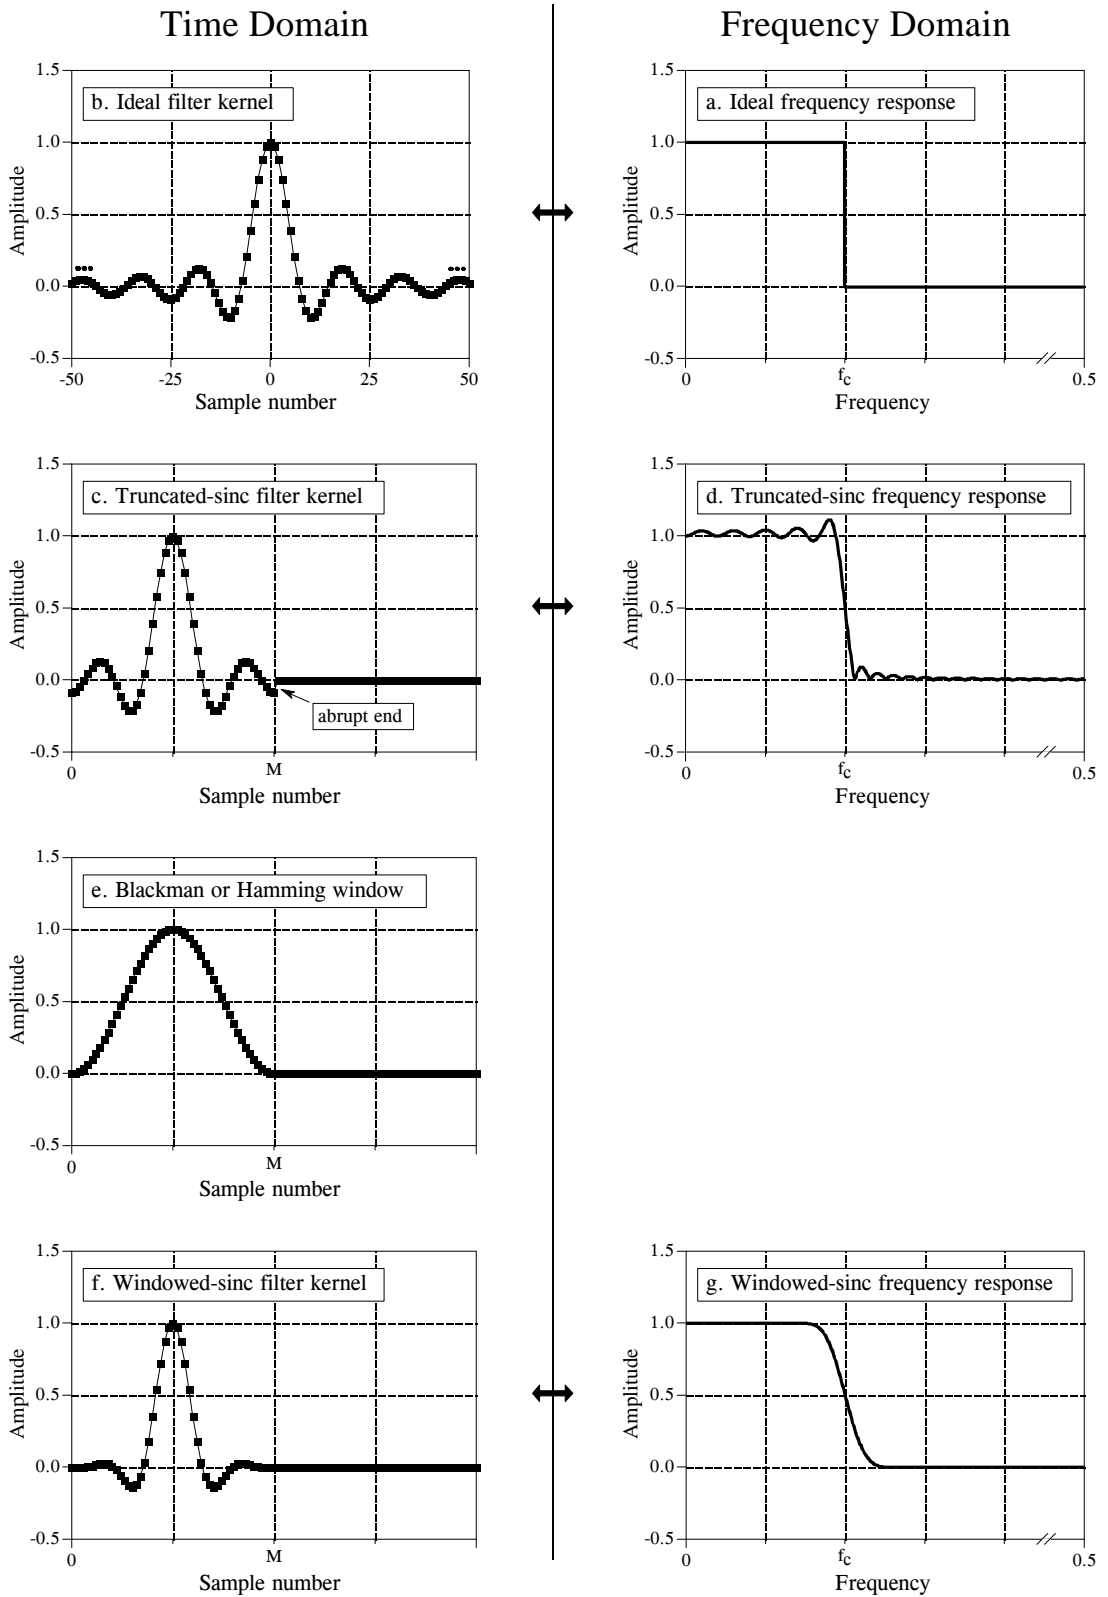 Time Domain
Frequency Domain
1.5
b. Ideal filter kernel
1.0
0.5
0.0
-0.5
-50
-25
0
25
50
Sample number
Amplitude
1.5
a. Ideal frequency response
1.0
0.5
0.0
-0.5
0
fc
0.5
Frequency
Amplitude
1.5
c. Truncated-sinc filter kernel
1.0
0.5
0.0
-0.5
abrupt end
0
M
Sample number
Amplitude
1.5
d. Truncated-sinc frequency response
1.0
0.5
0.0
-0.5
0
fc
0.5
Frequency
Amplitude
1.5
e. Blackman or Hamming window
1.0
0.5
0.0
-0.5
0
M
Sample number
Amplitude
1.5
f. Windowed-sinc filter kernel
1.0
0.5
0.0
-0.5
0
M
Sample number
Amplitude
1.5
g. Windowed-sinc frequency response
1.0
0.5
0.0
-0.5
0
fc
0.5
Frequency
Amplitude